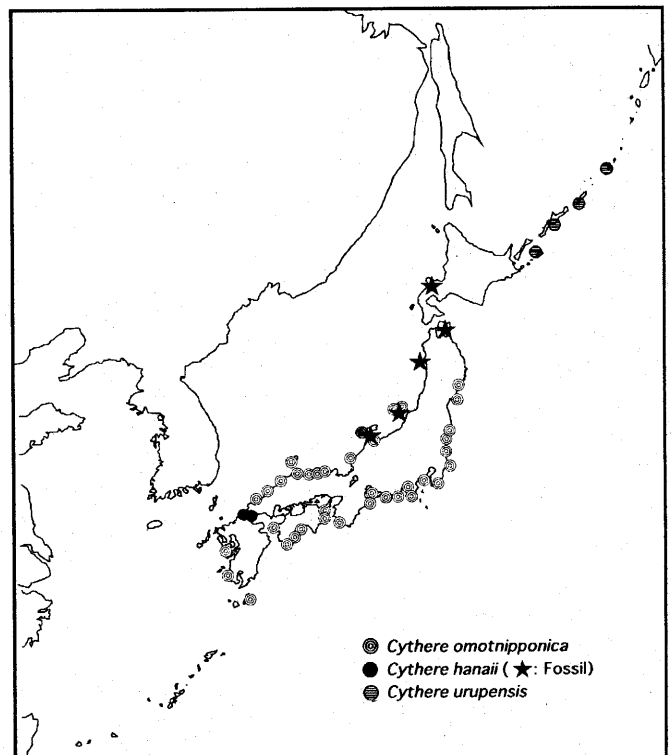 Cythere omotnipponica
Cythere hanaii ( ★: Fossil)
Cythere urupensis